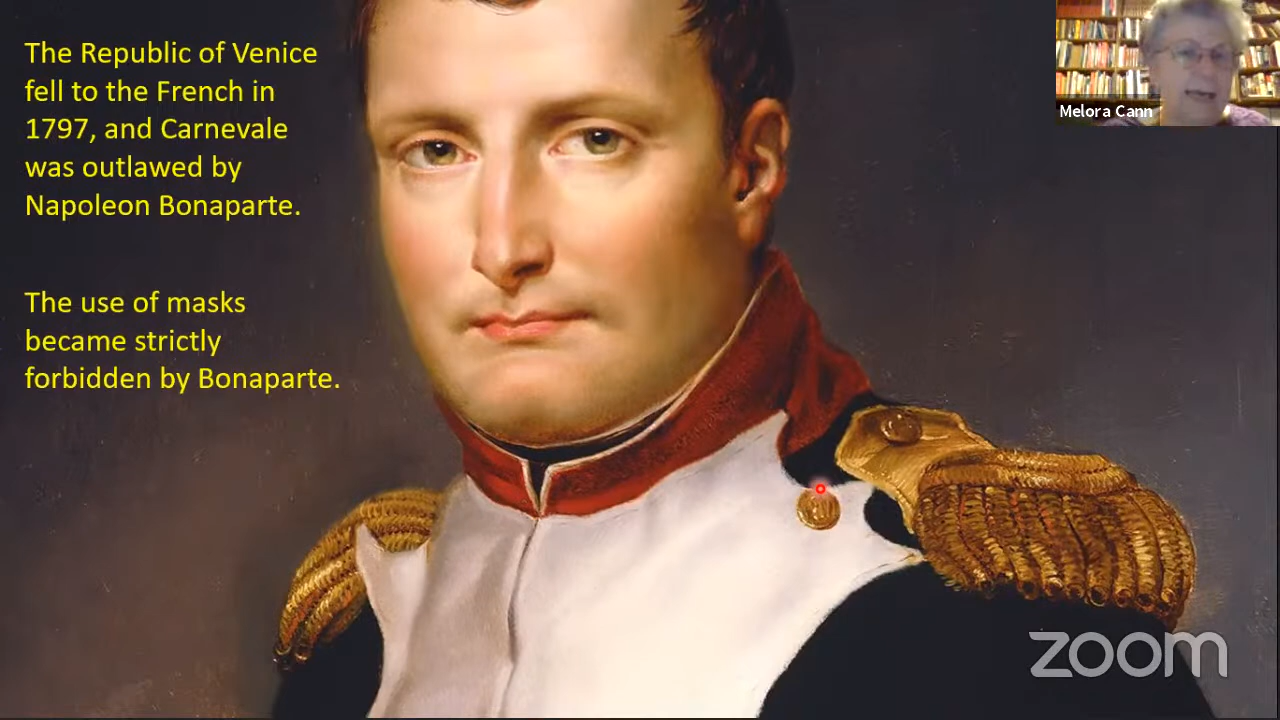 The Republic of Venice
fell to the French in
1797, and Carnevale
was outlawed by
Napoleon Bonaparte.
The use of masks
became strictly
forbidden by Bonaparte.
Melora Cann
zoom